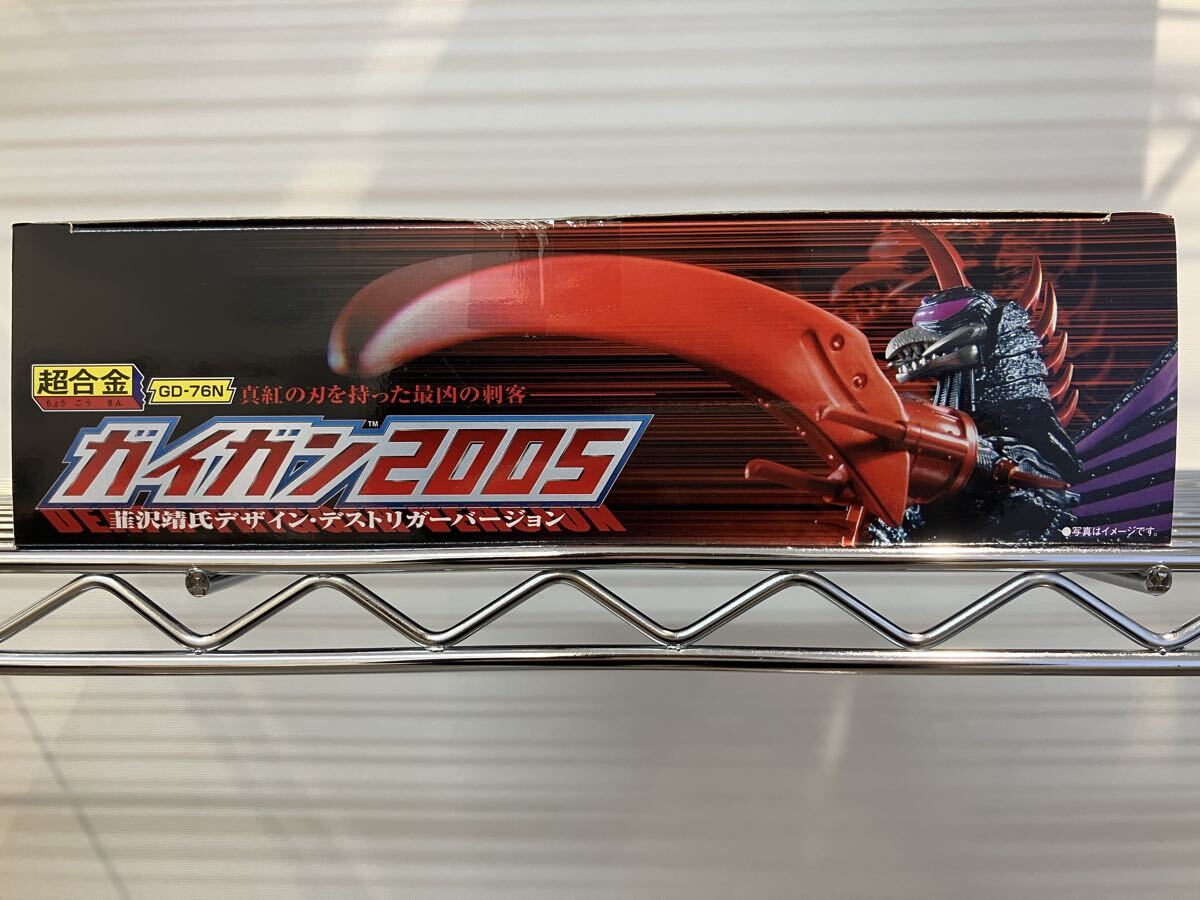 超合金
ちょうごうきん
GD-76N
真紅の刃を持った最凶の刺客
ガイガン2005
TM
韮沢靖氏デザイン・デストリガーバージョン
●写真はイメージです。